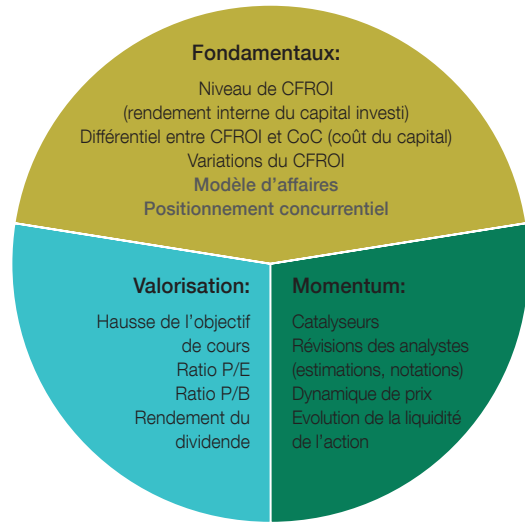 Fondamentaux:
Niveau de CFROI
(rendement interne du capital investi)
Différentiel entre CFROI et CoC (coût du capital)
Variations du CFROI
Modèle d'affaires
Positionnement concurrentiel
Valorisation:
Hausse de l'objectif
de cours
Ratio P/E
Ratio P/B
Rendement du
dividende
Momentum:
Catalyseurs
Révisions des analystes
(estimations, notations)
Dynamique de prix
Evolution de la liquidité
de l'action